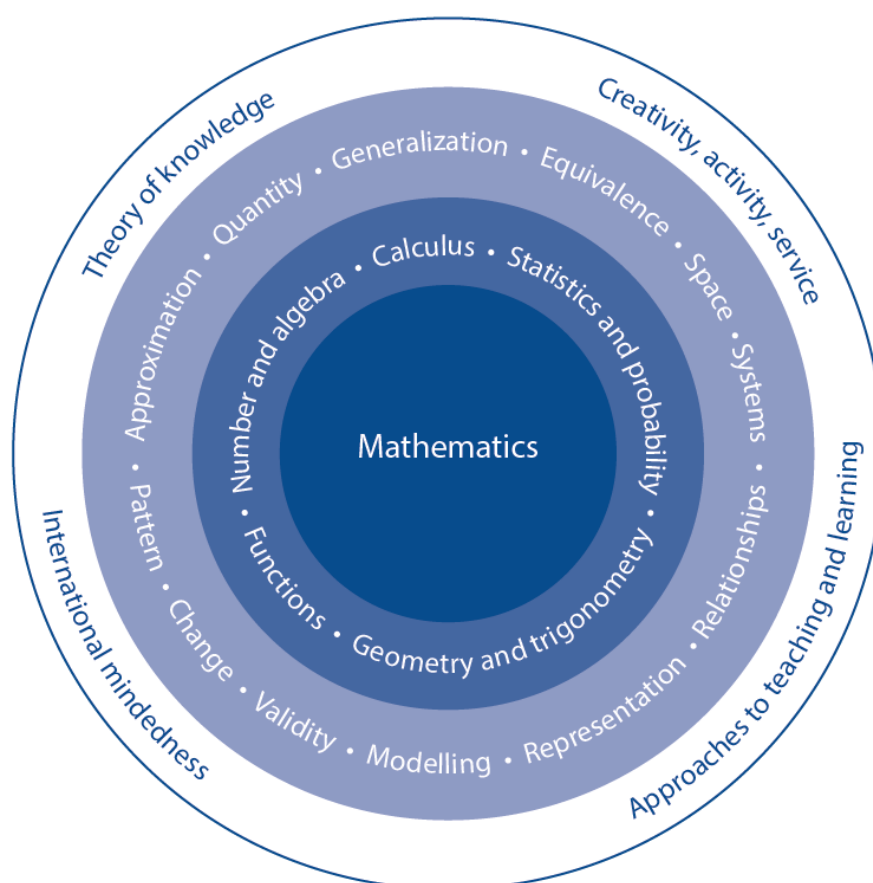 Theory of knowledge
Creativity, activity, service
Approaches to teaching and learning
International mindedness
Approximation • Quantity • Generalization • Equivalence • Space • Systems • Relationships • Representation • Modelling • Validity • Change • Pattern •
Number and algebra • Calculus • Statistics and probability • Geometry and trigonometry • Functions •
Mathematics